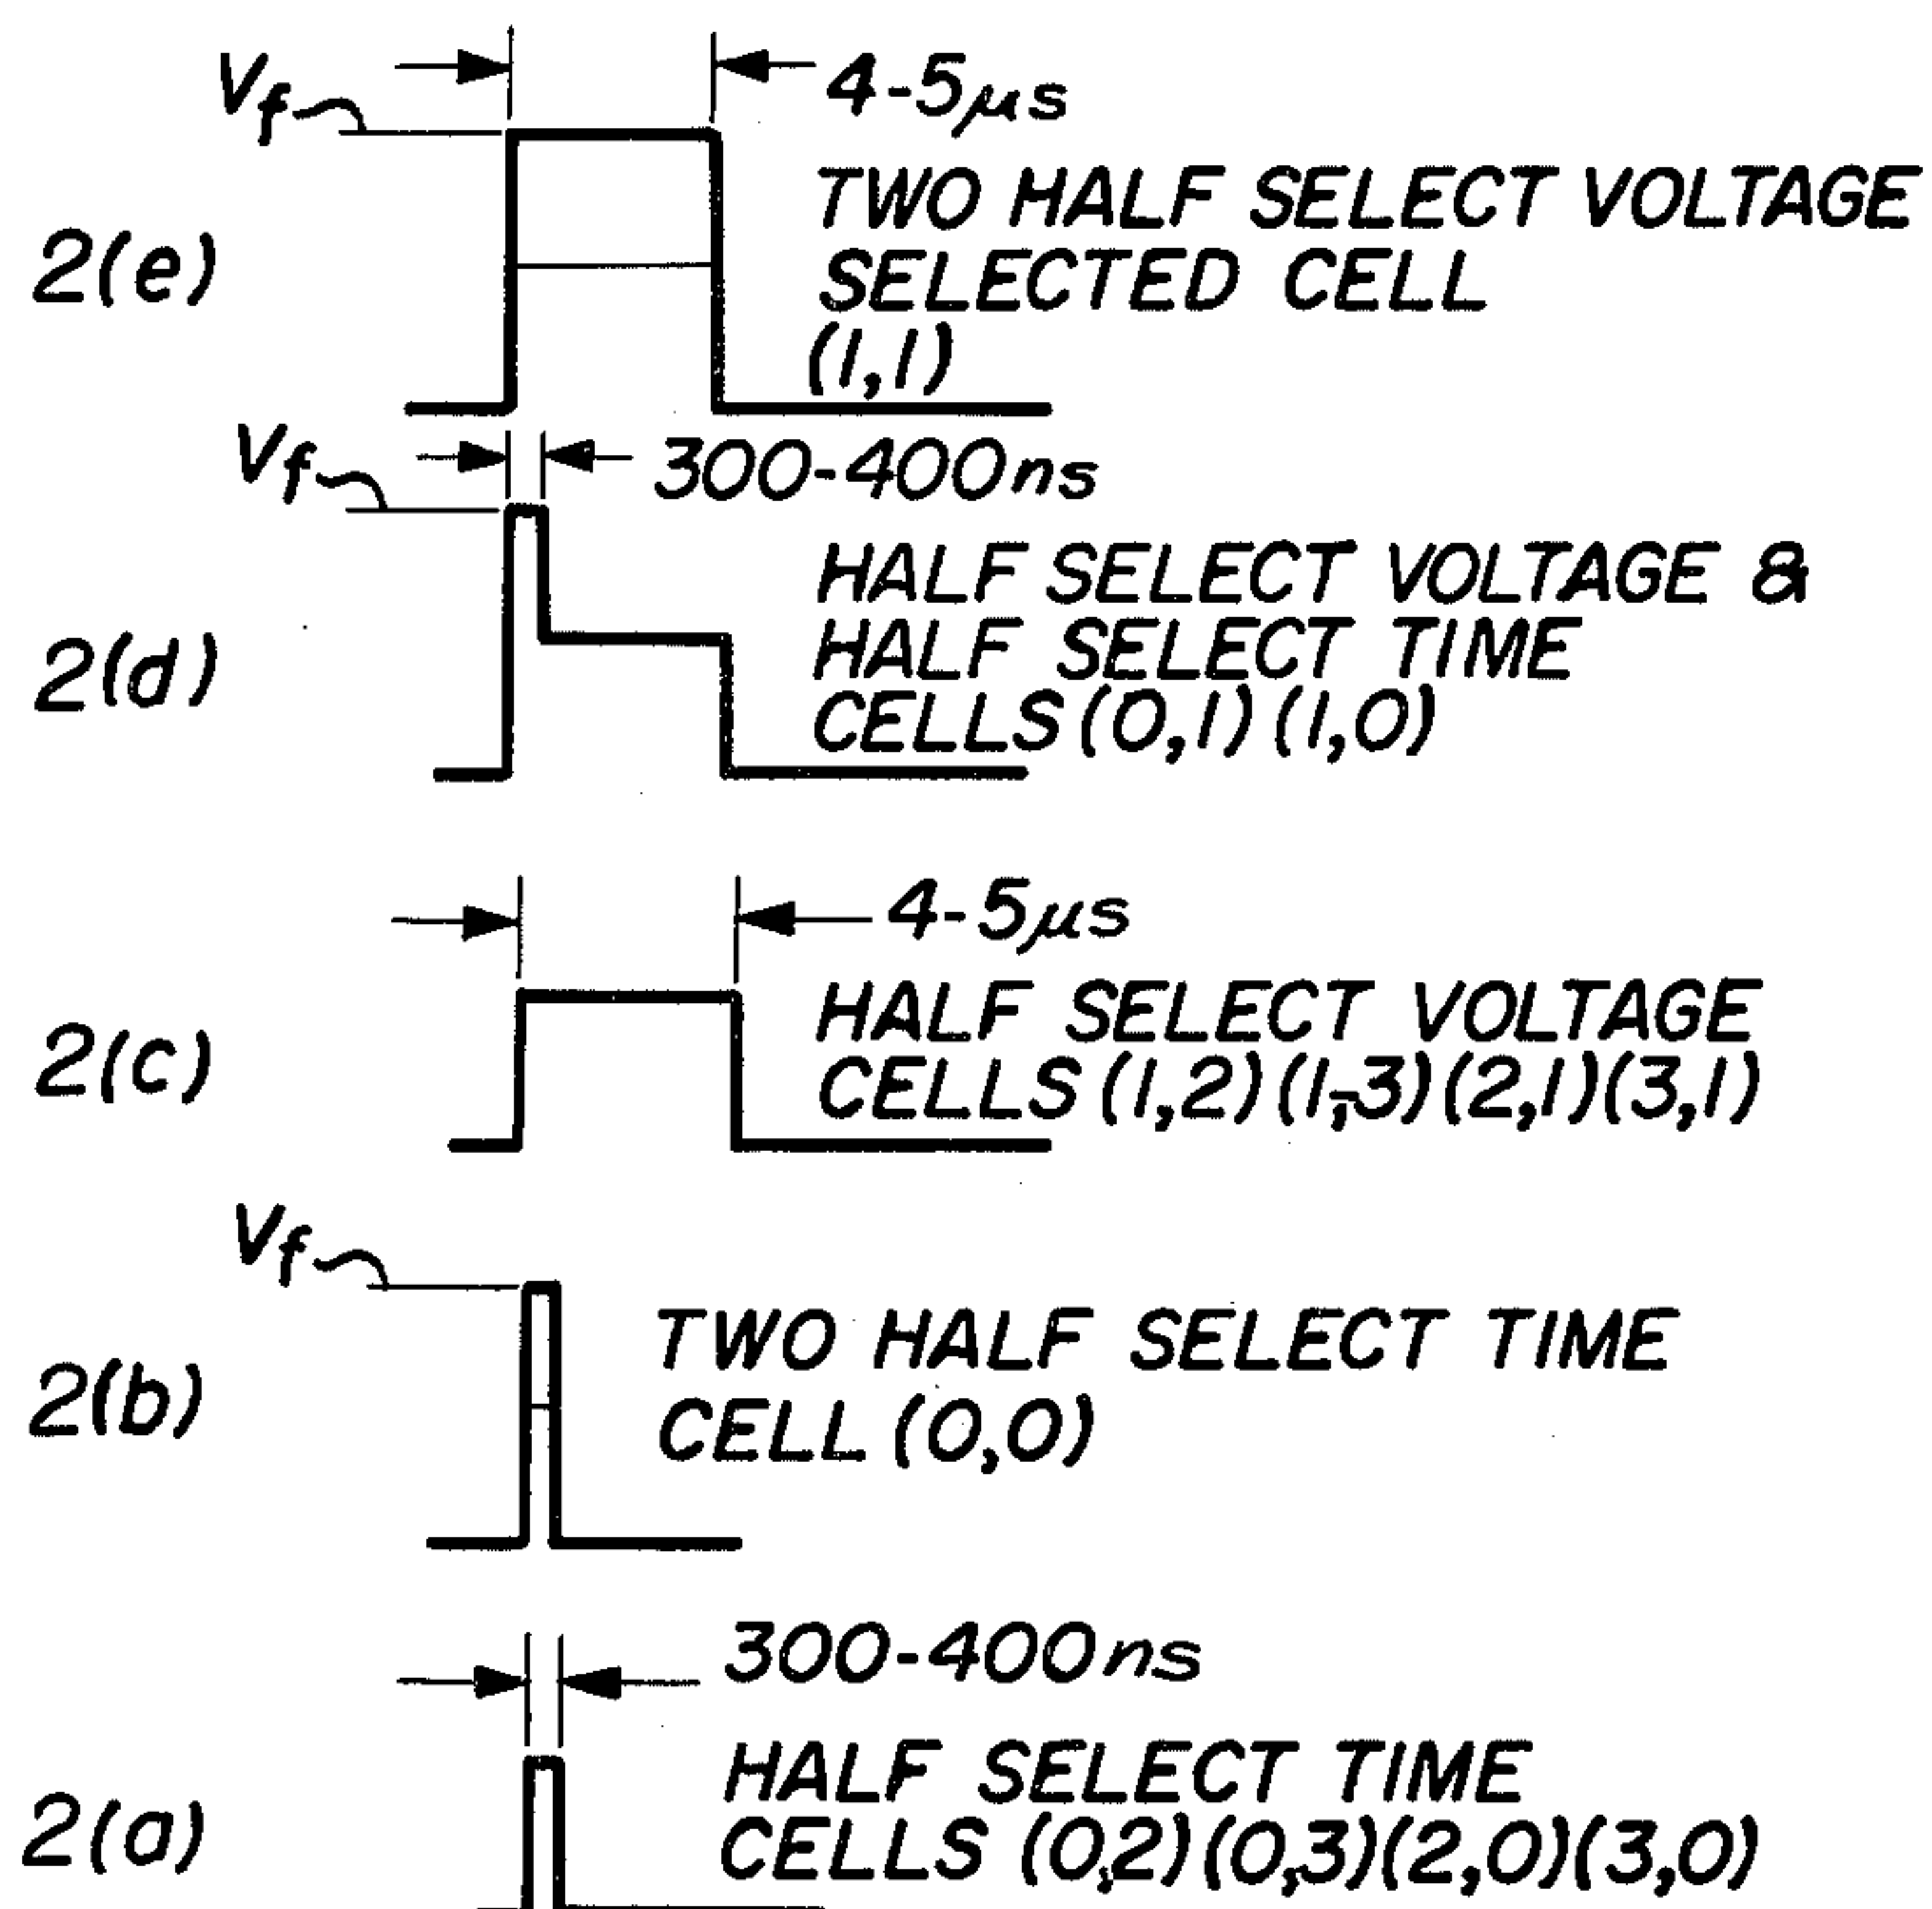 Vf
4-5μs
TWO HALF SELECT VOLTAGE
SELECTED CELL
(1,1)
2(e)
Vf
300-400ns
HALF SELECT VOLTAGE &
HALF SELECT TIME
CELLS (0,1) (1,0)
2(d)
4-5μs
HALF SELECT VOLTAGE
CELLS (1,2) (1,3) (2,1) (3,1)
2(c)
Vf
TWO HALF SELECT TIME
CELL (0,0)
2(b)
300-400ns
HALF SELECT TIME
CELLS (0,2) (0,3) (2,0) (3,0)
2(a)